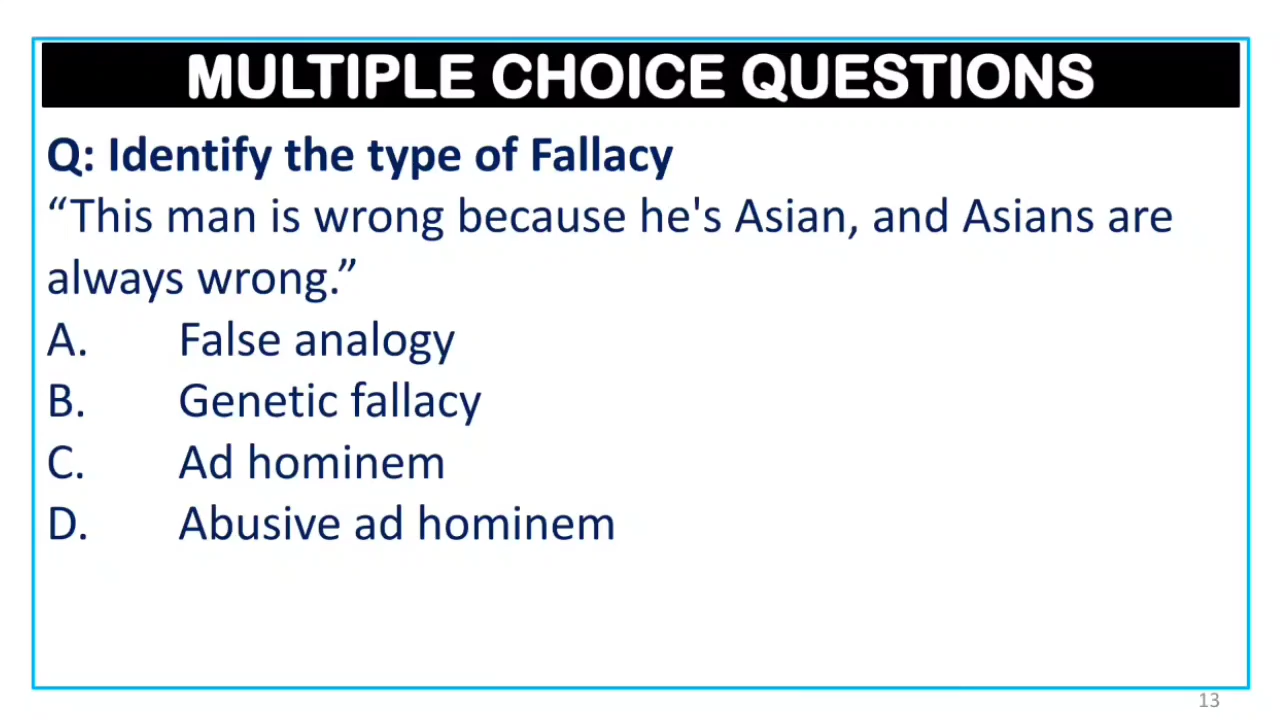 MULTIPLE CHOICE QUESTIONS
Q: Identify the type of Fallacy
“This man is wrong because he's Asian, and Asians are
always wrong.”
A. False analogy
B. Genetic fallacy
C. Ad hominem
D. Abusive ad hominem
13